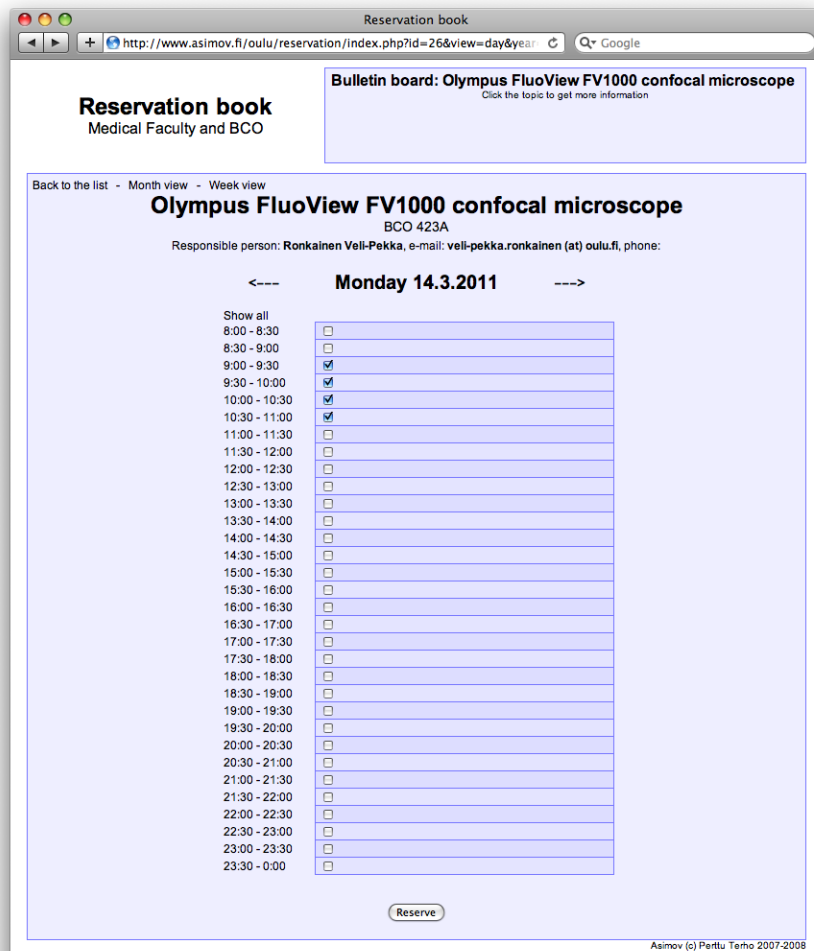 Reservation book
http://www.asimov.fi/oulu/reservation/index.php?id=26&view=day&year
Google
Reservation book
Medical Faculty and BCO
Bulletin board: Olympus FluoView FV1000 confocal microscope
Click the topic to get more information
Back to the list - Month view - Week view
Olympus FluoView FV1000 confocal microscope
BCO 423A
Responsible person: Ronkainen Veli-Pekka, e-mail: veli-pekka.ronkainen (at) oulu.fi, phone:
<--- Monday 14.3.2011 --->
Show all
8:00 - 8:30
8:30 - 9:00
9:00 - 9:30
9:30 - 10:00
10:00 - 10:30
10:30 - 11:00
11:00 - 11:30
11:30 - 12:00
12:00 - 12:30
12:30 - 13:00
13:00 - 13:30
13:30 - 14:00
14:00 - 14:30
14:30 - 15:00
15:00 - 15:30
15:30 - 16:00
16:00 - 16:30
16:30 - 17:00
17:00 - 17:30
17:30 - 18:00
18:00 - 18:30
18:30 - 19:00
19:00 - 19:30
19:30 - 20:00
20:00 - 20:30
20:30 - 21:00
21:00 - 21:30
21:30 - 22:00
22:00 - 22:30
22:30 - 23:00
23:00 - 23:30
23:30 - 0:00
Reserve
Asimov (c) Perttu Terho 2007-2008